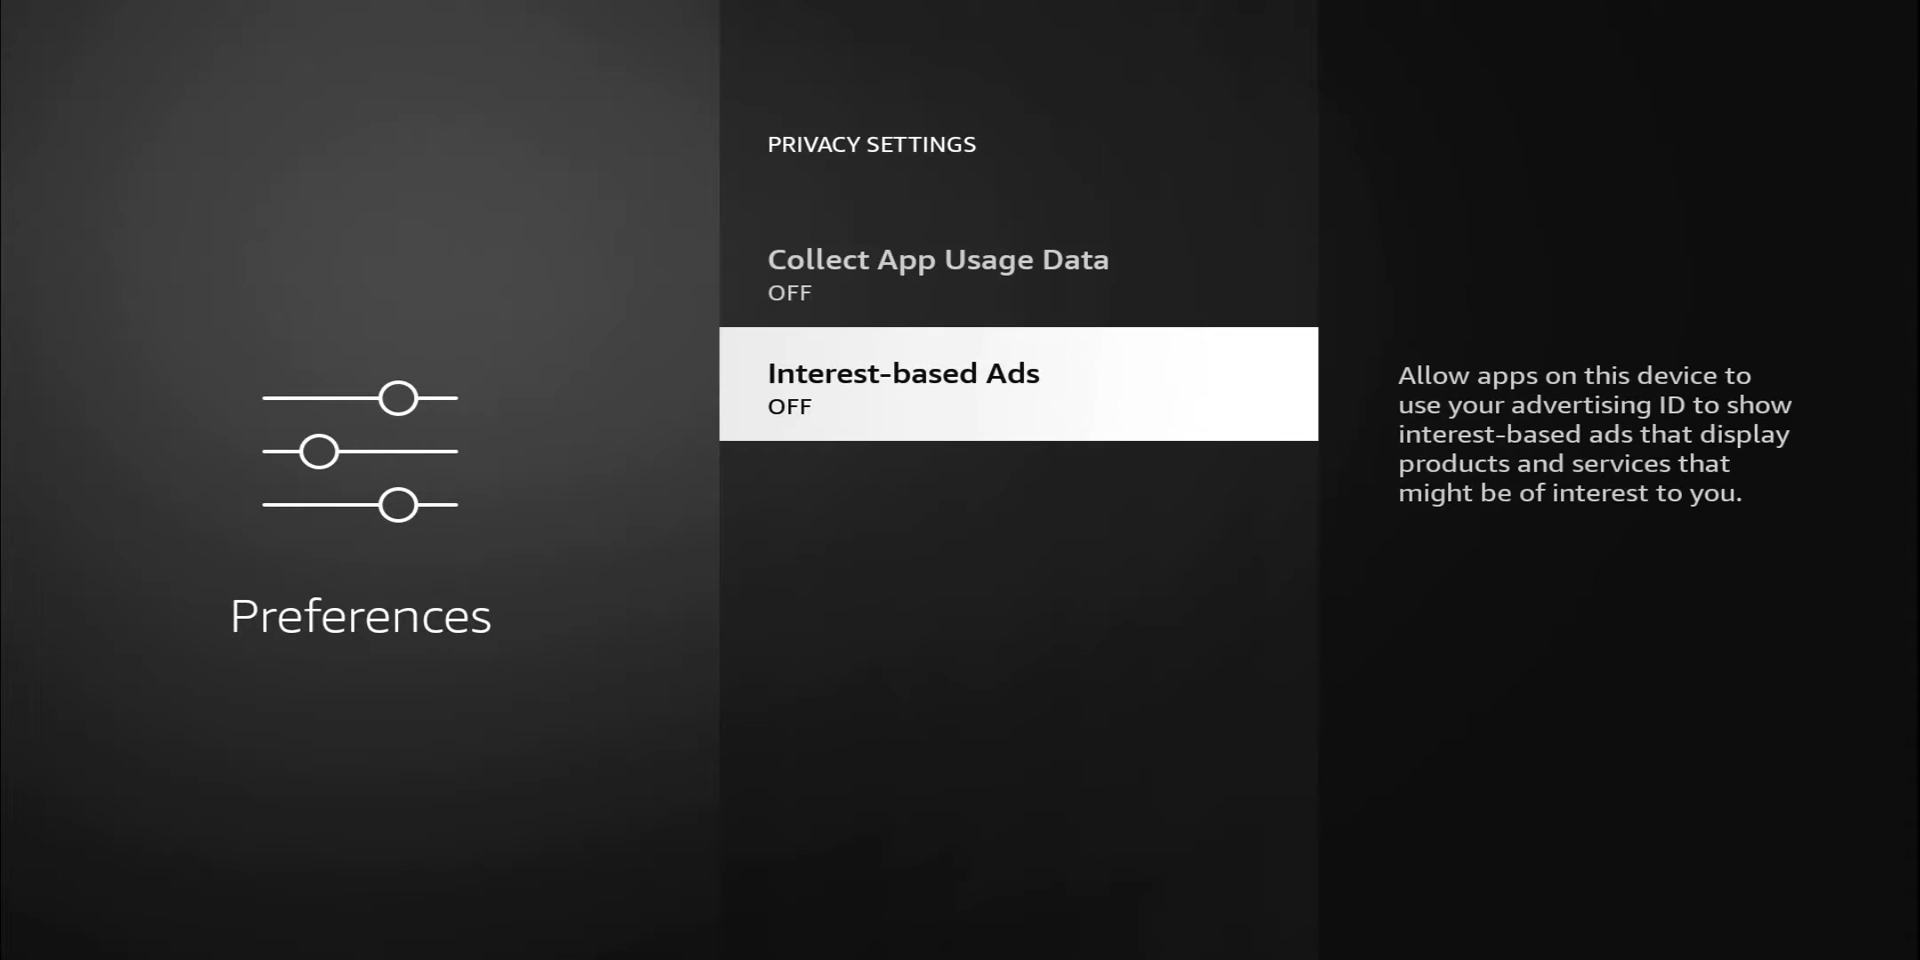 Preferences
PRIVACY SETTINGS
Collect App Usage Data
OFF
Interest-based Ads
OFF
Allow apps on this device to
use your advertising ID to show
interest-based ads that display
products and services that
might be of interest to you.